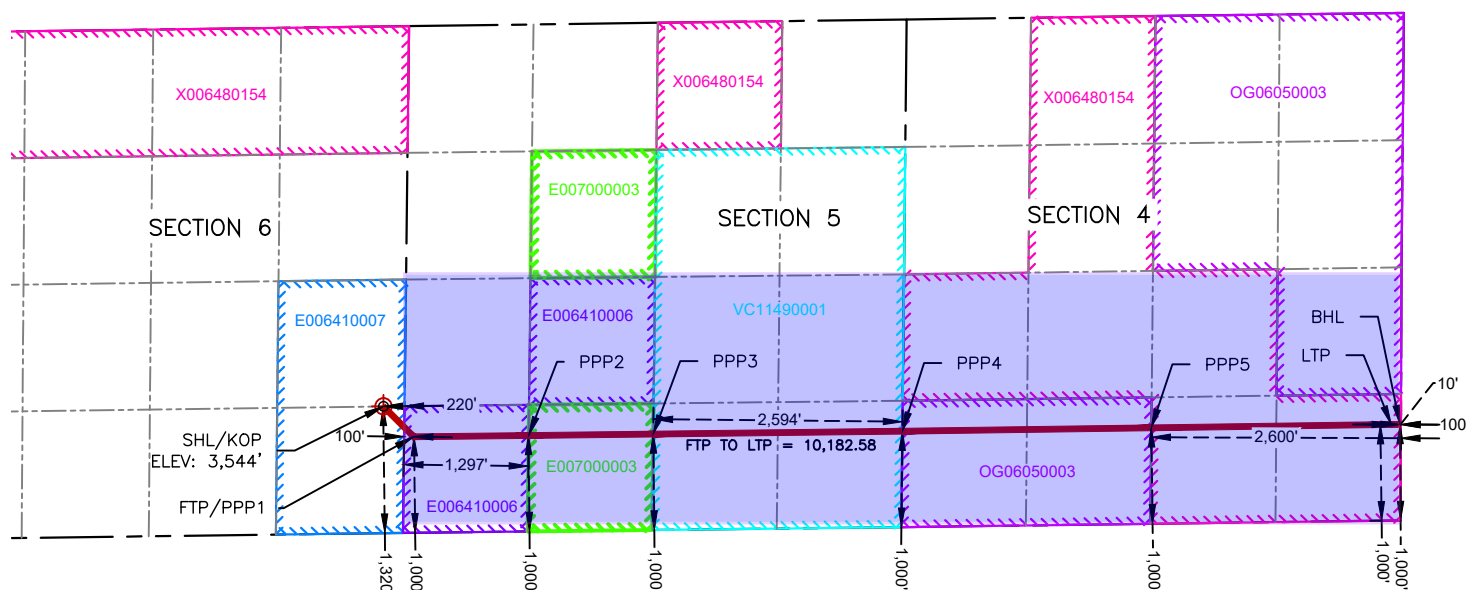 X006480154
X006480154
X006480154
OG06050003
E007000003
SECTION 6
SECTION 5
SECTION 4
E006410007
E006410006
VC11490001
BHL
PPP2
PPP3
PPP4
PPP5
LTP
10'
220'
2,594'
100'
100
SHL/KOP
ELEV: 3,544'
FTP TO LTP = 10,182.58
2,600'
1,297'
E007000003
OG06050003
FTP/PPP1
E006410006
1,320
1,000
1,000
1,000
1,000'
1,000
1,000'
1,000'